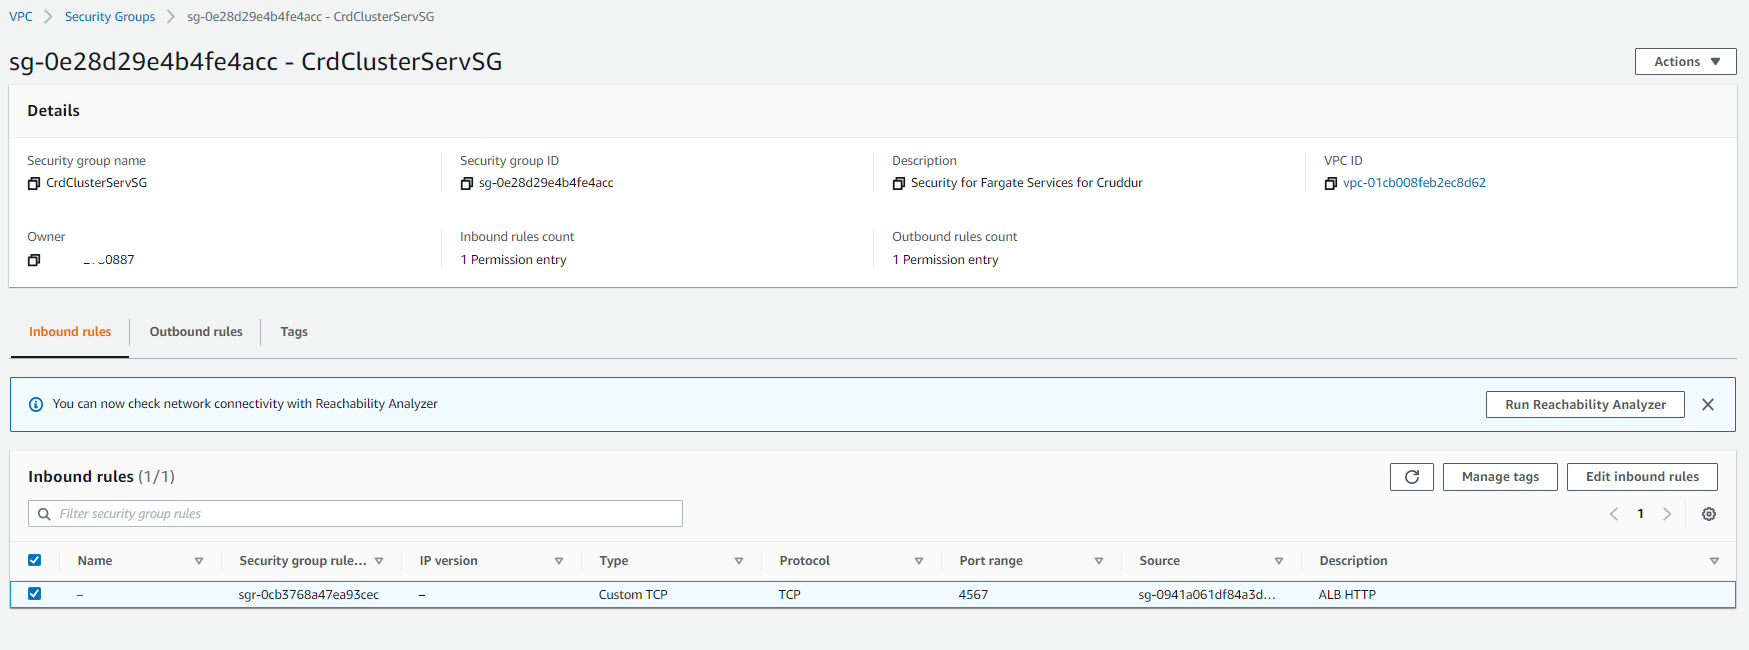 VPC > Security Groups > sg-0e28d29e4b4fe4acc - CrdClusterServSG
sg-0e28d29e4b4fe4acc - CrdClusterServSG
Actions
Details
Security group name
CrdClusterServSG
Security group ID
sg-0e28d29e4b4fe4acc
Description
Security for Fargate Services for Cruddur
VPC ID
vpc-01cb008feb2ec8d62
Owner
0887
Inbound rules count
1 Permission entry
Outbound rules count
1 Permission entry
Inbound rules Outbound rules Tags
You can now check network connectivity with Reachability Analyzer
Run Reachability Analyzer
Inbound rules (1/1)
Manage tags Edit inbound rules
Filter security group rules
1
Name Security group rule... IP version Type Protocol Port range Source Description
– sgr-0cb3768a47ea93cec – Custom TCP TCP 4567 sg-0941a061df84a3d... ALB HTTP